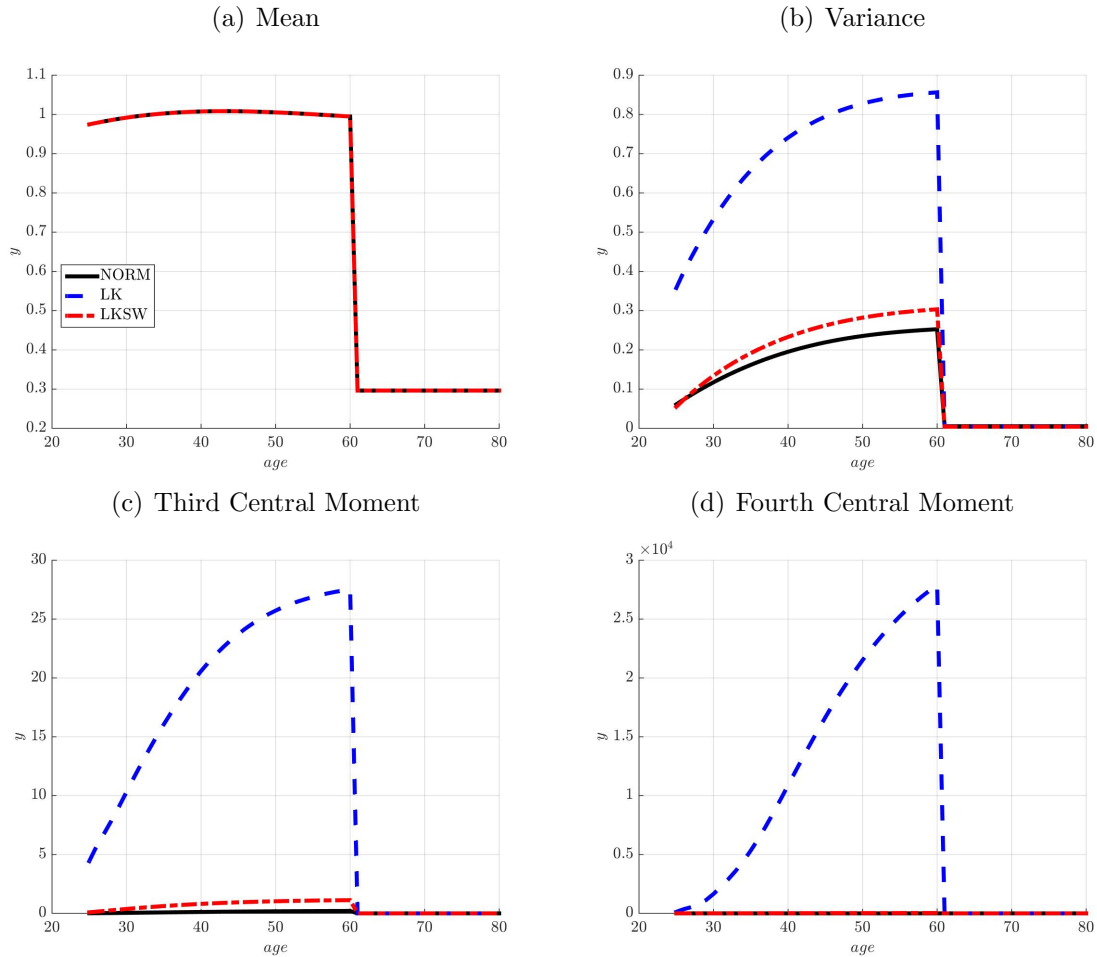 (a) Mean
1.1
1
0.9
0.8
0.7
0.6
0.5
0.4
0.3
0.2
y
NORM
LK
LKSW
20 30 40 50 60 70 80
age
(b) Variance
0.9
0.8
0.7
0.6
0.5
0.4
0.3
0.2
0.1
0
y
20 30 40 50 60 70 80
age
(c) Third Central Moment
30
25
20
15
10
5
0
y
20 30 40 50 60 70 80
age
(d) Fourth Central Moment
×10⁴
3
2.5
2
1.5
1
0.5
0
y
20 30 40 50 60 70 80
age